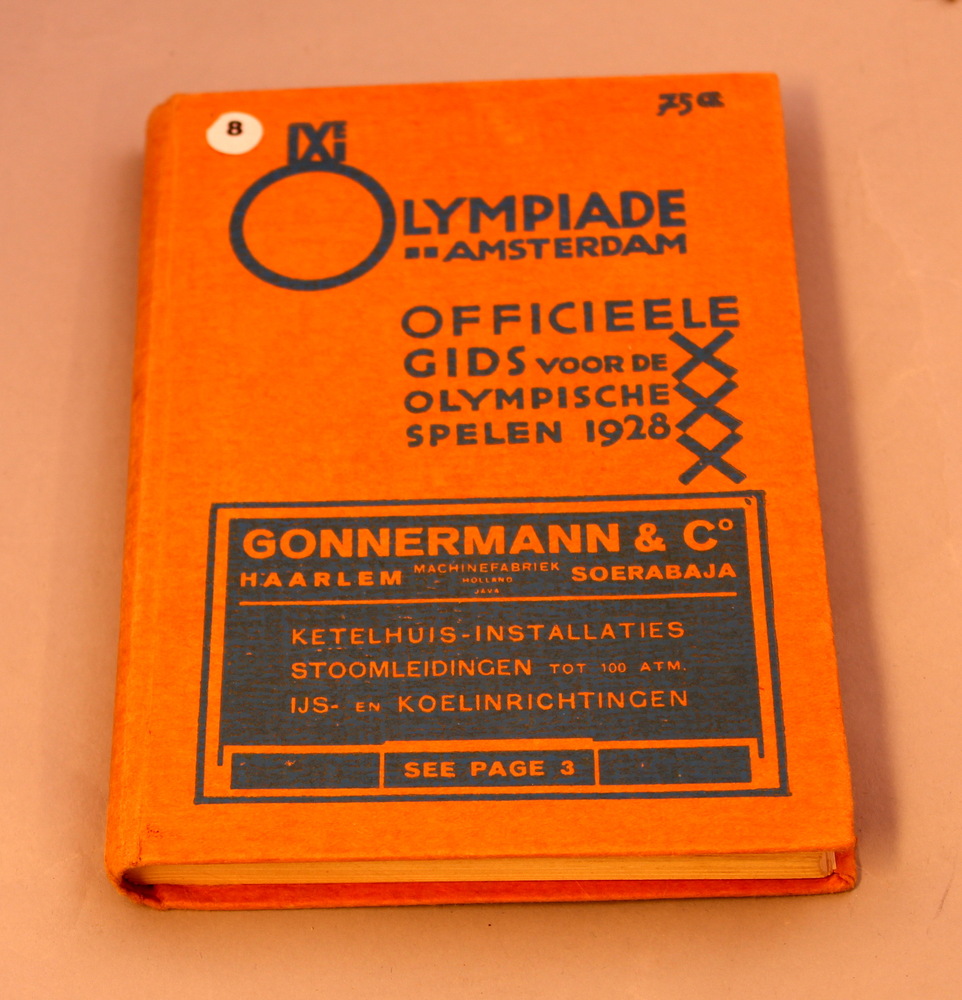 8
75 ct
IXE
OLYMPIADE
AMSTERDAM
OFFICIEELE
GIDS VOOR DE
OLYMPISCHE
SPELEN 1928
XXX
GONNERMANN & Cº
HAARLEM MACHINEFABRIEK SOERABAJA
HOLLAND
JAVA
KETELHUIS-INSTALLATIES
STOOMLEIDINGEN TOT 100 ATM.
IJS- EN KOELINRICHTINGEN
SEE PAGE 3